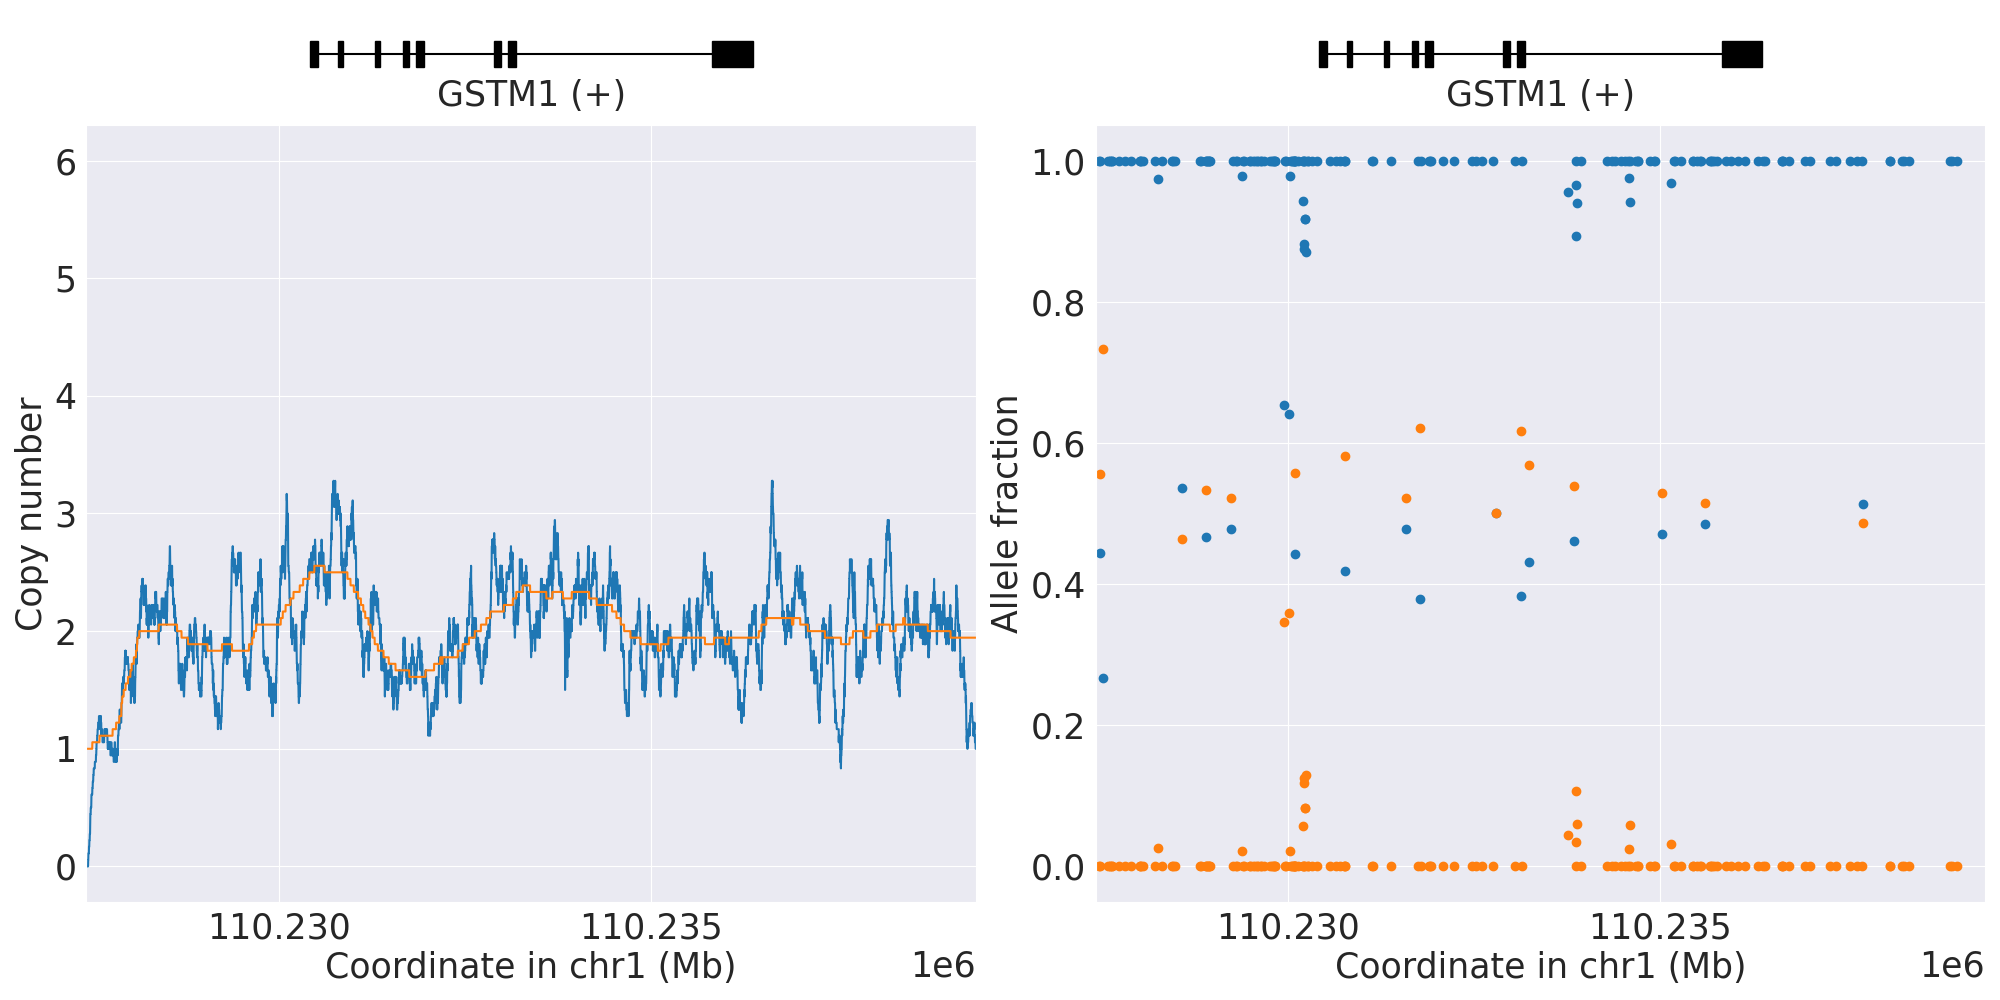 GSTM1 (+)
6
5
4
3
2
1
0
Copy number
110.230
110.235
Coordinate in chr1 (Mb)
1e6
GSTM1 (+)
1.0
0.8
0.6
0.4
0.2
0.0
Allele fraction
110.230
110.235
Coordinate in chr1 (Mb)
1e6